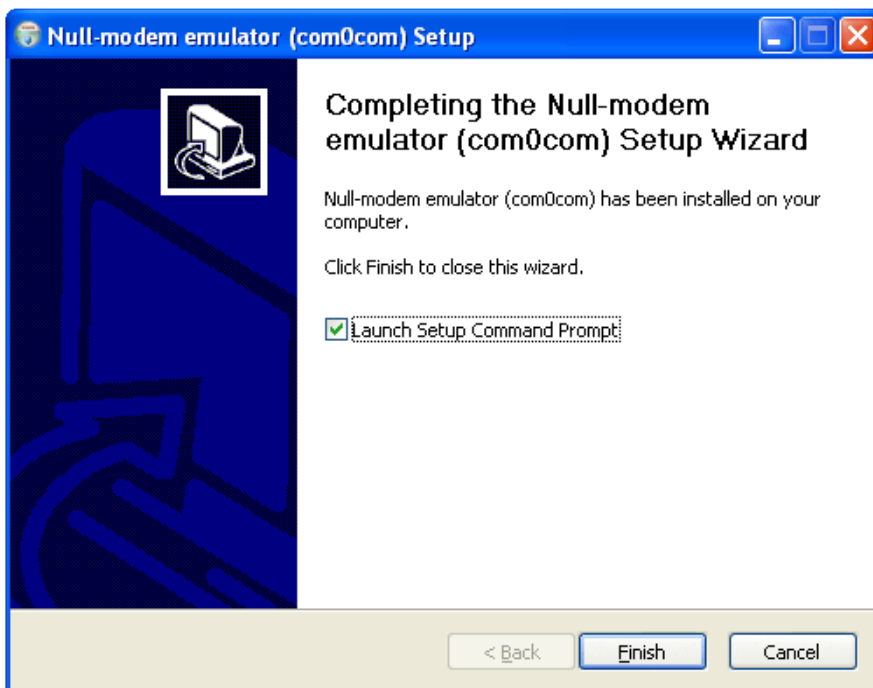 Null-modem emulator (com0com) Setup
Completing the Null-modem
emulator (com0com) Setup Wizard
Null-modem emulator (com0com) has been installed on your
computer.
Click Finish to close this wizard.
Launch Setup Command Prompt
< Back
Finish
Cancel